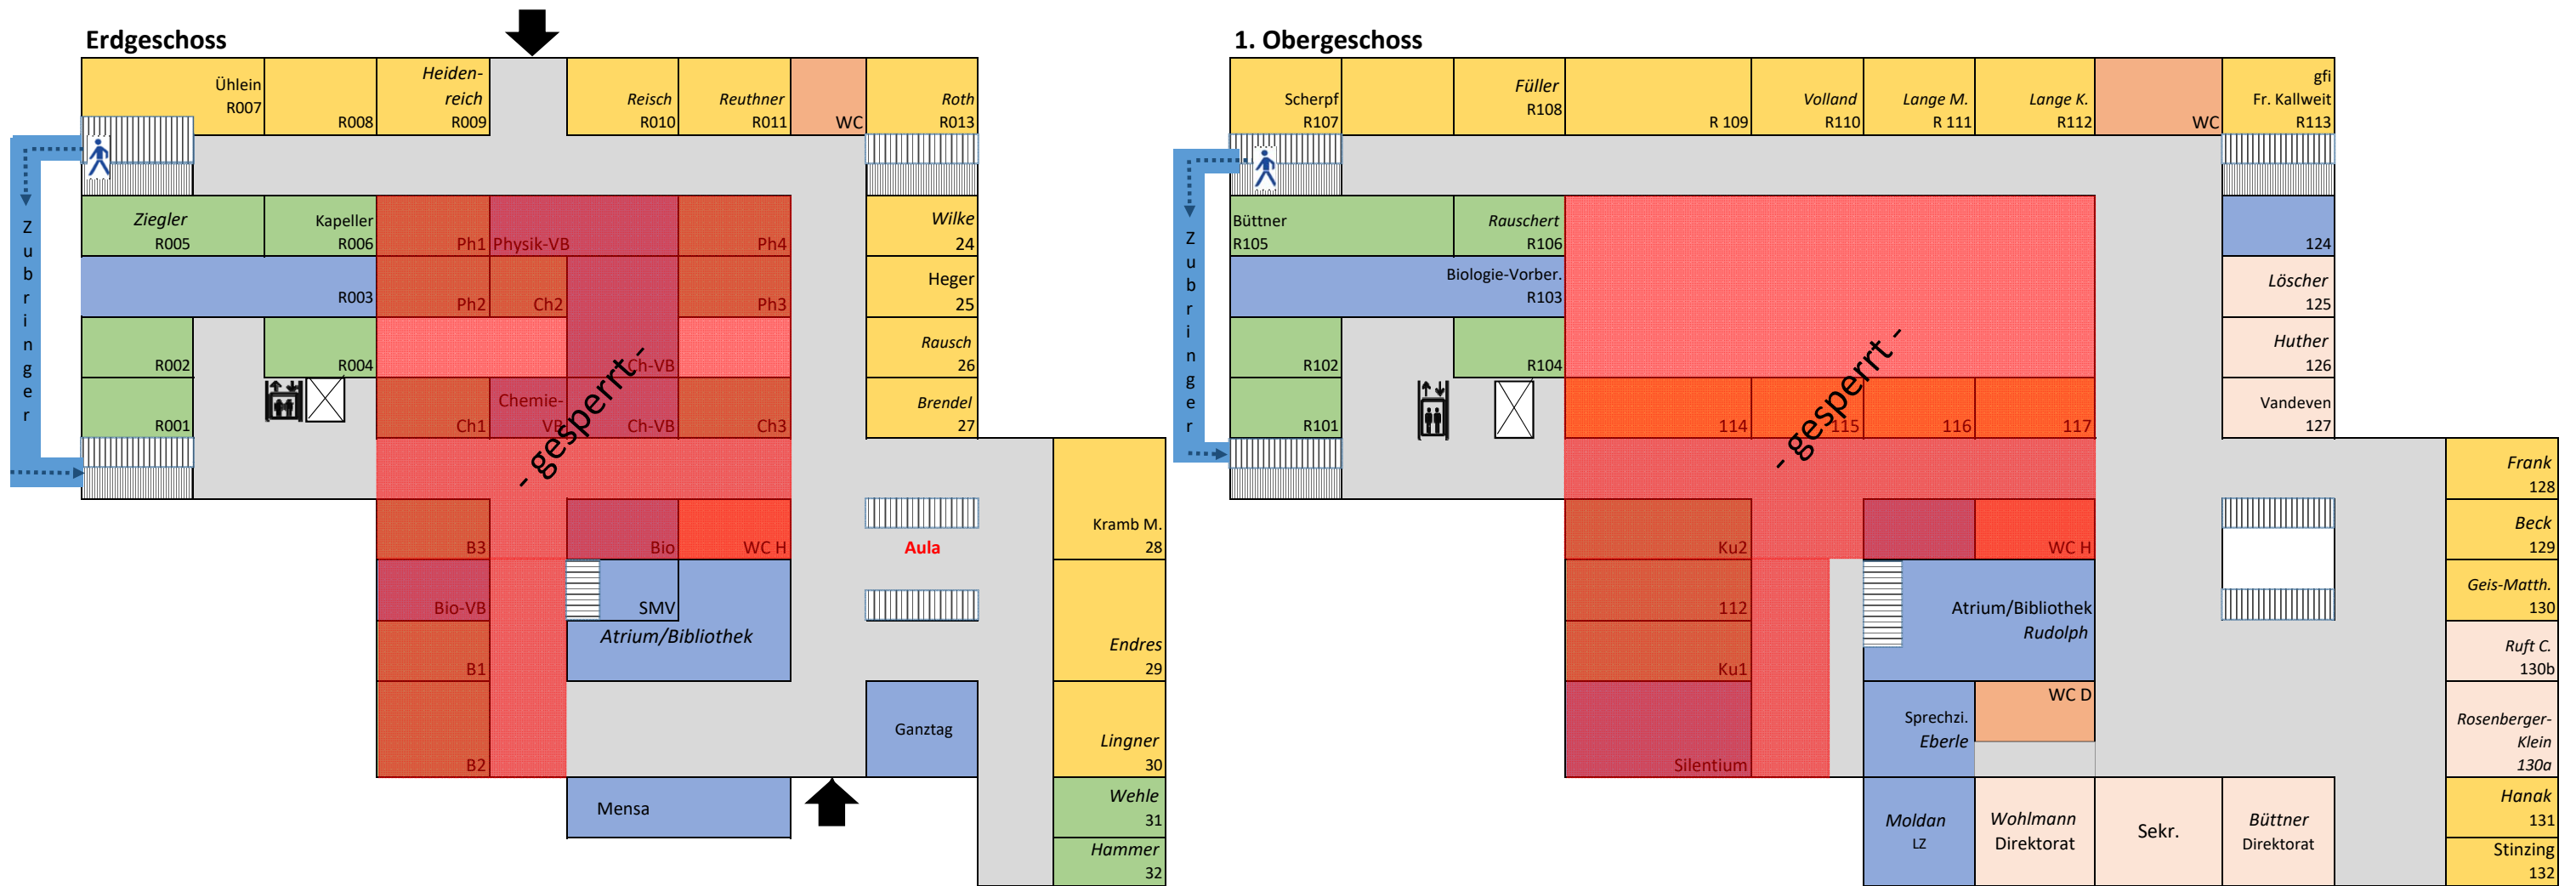 Erdgeschoss
Ühlein
R007
R008
Heiden-
reich
R009
Reisch
R010
Reuthner
R011
WC
Roth
R013
Zubringer
Ziegler
R005
Kapeller
R006
Ph1
Physik-VB
Ph4
Wilke
24
R003
Ph2
Ch2
Ph3
Heger
25
R002
R004
Ch-VB
Rausch
26
R001
Ch1
Chemie-
VB
Ch-VB
Ch3
Brendel
27
- gesperrt -
B3
Bio
WC H
Aula
Kramb M.
28
Bio-VB
SMV
Atrium/Bibliothek
B1
Endres
29
B2
Ganztag
Lingner
30
Mensa
Wehle
31
Hammer
32
1. Obergeschoss
Scherpf
R107
Füller
R108
R 109
Volland
R110
Lange M.
R 111
Lange K.
R112
WC
gfi
Fr. Kallweit
R113
Zubringer
Büttner
R105
Rauschert
R106
124
Biologie-Vorber.
R103
Löscher
125
R102
R104
Huther
126
R101
114
115
116
117
Vandeven
127
- gesperrt -
Frank
128
Ku2
WC H
Beck
129
112
Atrium/Bibliothek
Rudolph
Geis-Matth.
130
Ku1
Ruft C.
130b
Silentium
Sprechzi.
Eberle
WC D
Rosenberger-
Klein
130a
Moldan
LZ
Wohlmann
Direktorat
Sekr.
Büttner
Direktorat
Hanak
131
Stinzing
132